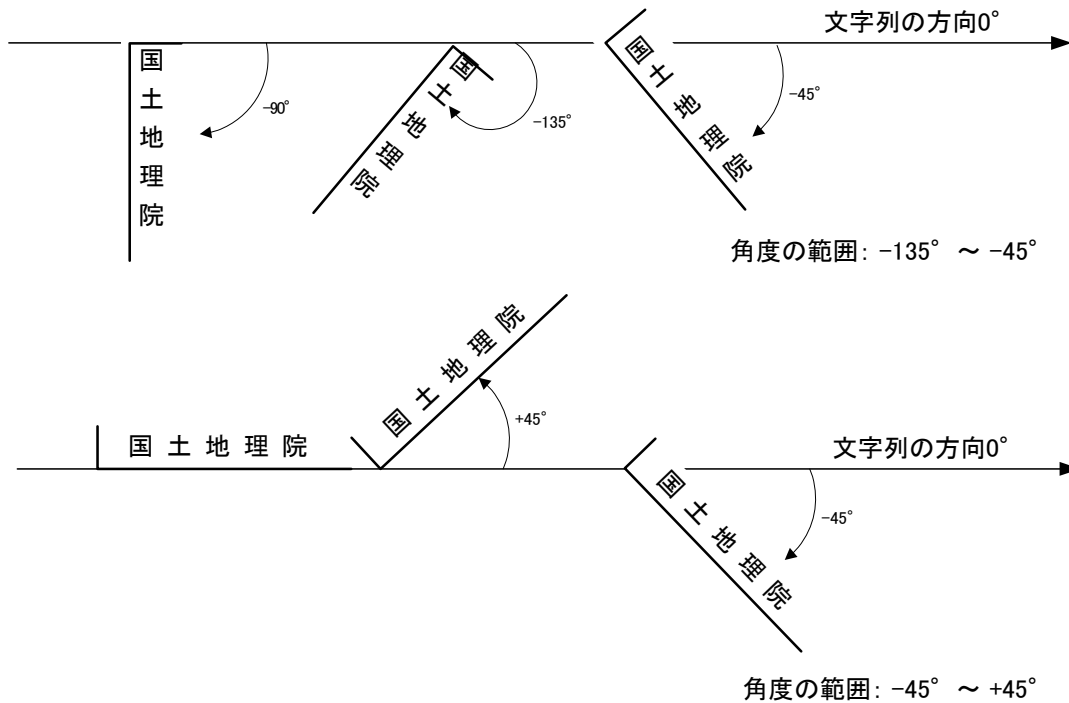 文字列の方向0°
国土地理院
-90°
国土地理院
-135°
国土地理院
-45°
角度の範囲: -135° ～ -45°
国土地理院
国土地理院
+45°
文字列の方向0°
国土地理院
-45°
角度の範囲: -45° ～ +45°